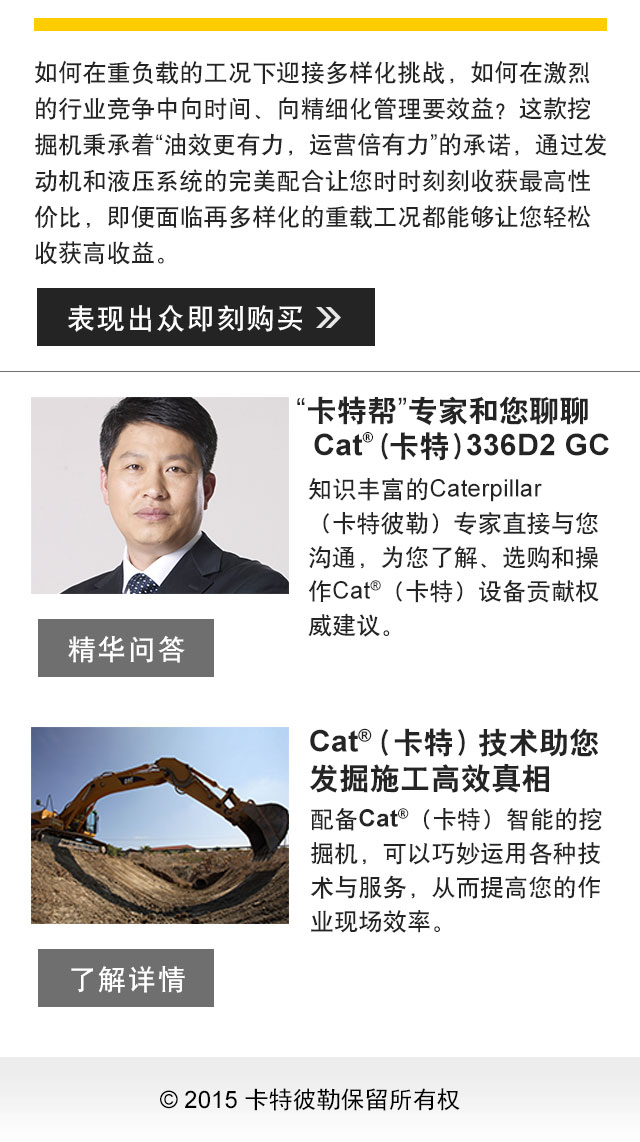 如何在重负载的工况下迎接多样化挑战，如何在激烈
的行业竞争中向时间、向精细化管理要效益？这款挖
掘机秉承着“油效更有力，运营倍有力”的承诺，通过发
动机和液压系统的完美配合让您时时刻刻收获最高性
价比，即便面临再多样化的重载工况都能够让您轻松
收获高收益。
表现出众即刻购买 »
“卡特帮”专家和您聊聊
Cat®（卡特）336D2 GC
知识丰富的Caterpillar
（卡特彼勒）专家直接与您
沟通，为您了解、选购和操
作Cat®（卡特）设备贡献权
威建议。
精华问答
Cat®（卡特）技术助您
发掘施工高效真相
配备Cat®（卡特）智能的挖
掘机，可以巧妙运用各种技
术与服务，从而提高您的作
业现场效率。
CAT
了解详情
© 2015 卡特彼勒保留所有权